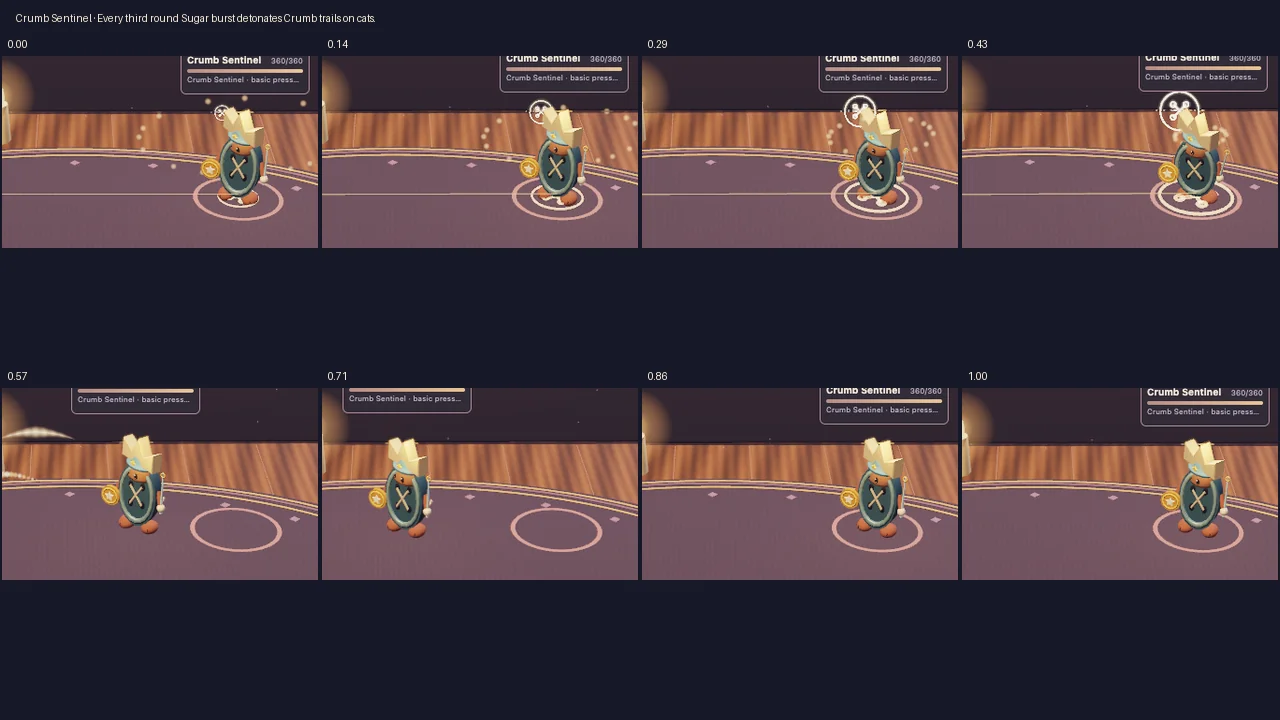 Crumb Sentinel · Every third round Sugar burst detonates Crumb trails on cats.
0.00
0.14
0.29
0.43
Crumb Sentinel 360/360
Crumb Sentinel · basic press...
Crumb Sentinel 360/360
Crumb Sentinel · basic press...
Crumb Sentinel 360/360
Crumb Sentinel · basic press...
Crumb Sentinel 360/360
Crumb Sentinel · basic press...
0.57
0.71
0.86
1.00
Crumb Sentinel · basic press...
Crumb Sentinel · basic press...
Crumb Sentinel 360/360
Crumb Sentinel · basic press...
Crumb Sentinel 360/360
Crumb Sentinel · basic press...